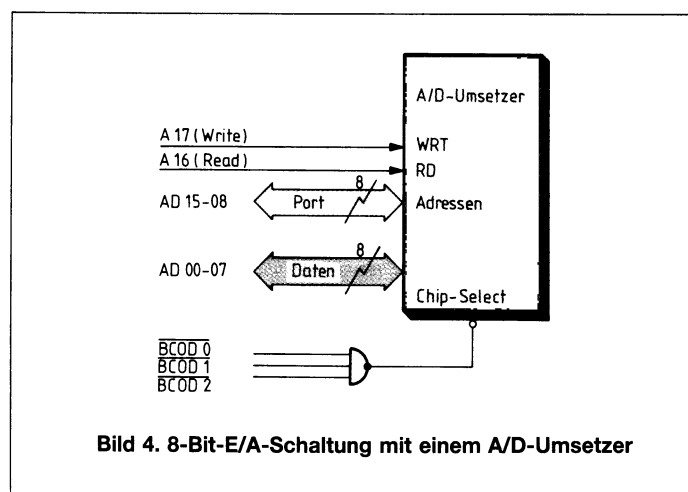 A/D-Umsetzer
A 17 (Write)
WRT
A 16 (Read)
RD
8
AD 15-08
Port
Adressen
8
AD 00-07
Daten
Chip-Select
BCOD 0
BCOD 1
BCOD 2
Bild 4. 8-Bit-E/A-Schaltung mit einem A/D-Umsetzer